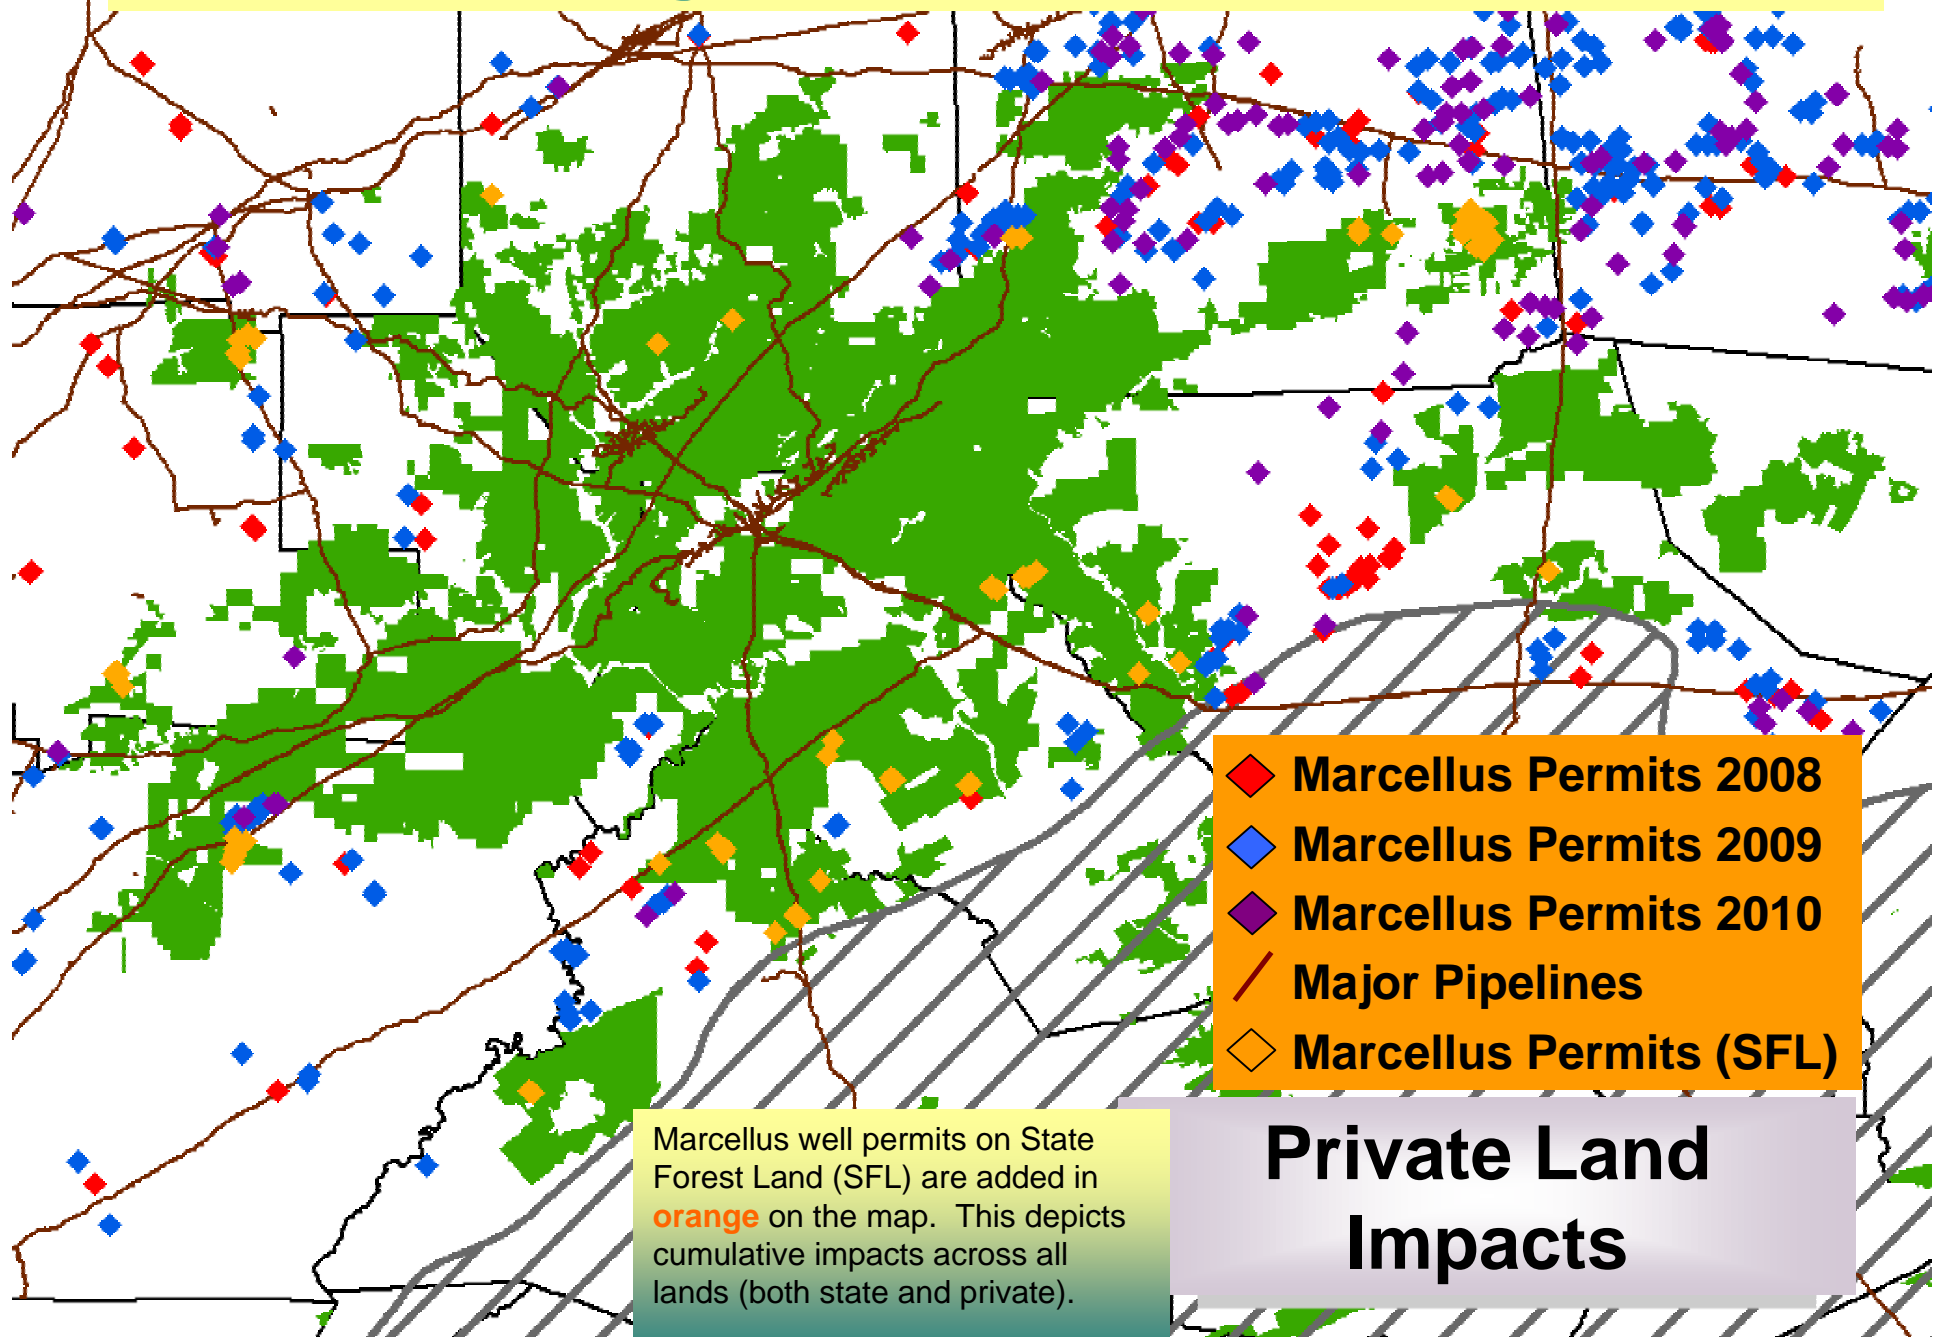 Marcellus Permits 2008
Marcellus Permits 2009
Marcellus Permits 2010
Major Pipelines
Marcellus Permits (SFL)
Marcellus well permits on State
Forest Land (SFL) are added in
orange on the map.  This depicts
cumulative impacts across all
lands (both state and private).
Private Land
Impacts